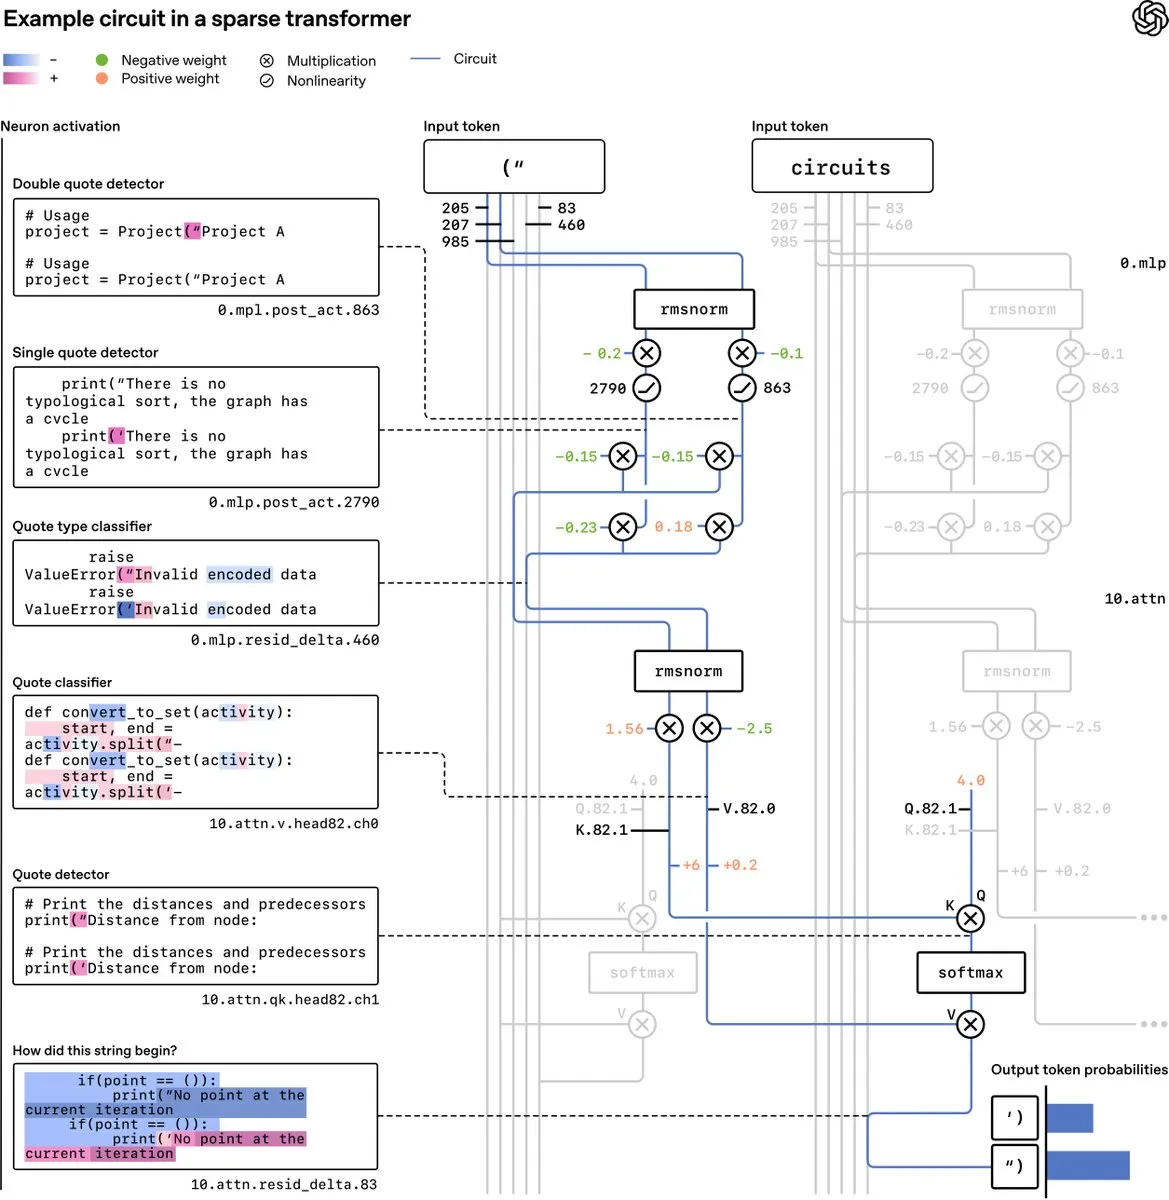 Example circuit in a sparse transformer
−
+
Negative weight
Positive weight
Multiplication
Nonlinearity
Circuit
Neuron activation
Double quote detector
# Usage
project = Project(“Project A
# Usage
project = Project(“Project A
0.mpl.post_act.863
Single quote detector
print(“There is no
typological sort, the graph has
a cvcle
print(‘There is no
typological sort, the graph has
a cvcle
0.mlp.post_act.2790
Quote type classifier
raise
ValueError(“Invalid encoded data
raise
ValueError(‘Invalid encoded data
0.mlp.resid_delta.460
Quote classifier
def convert_to_set(activity):
start, end =
activity.split(“−
def convert_to_set(activity):
start, end =
activity.split(‘−
10.attn.v.head82.ch0
Quote detector
# Print the distances and predecessors
print(“Distance from node:
# Print the distances and predecessors
print(‘Distance from node:
10.attn.qk.head82.ch1
How did this string begin?
if(point == ()):
print(“No point at the
current iteration
if(point == ()):
print(‘No point at the
current iteration
10.attn.resid_delta.83
Input token
(“
205
83
207
460
985
rmsnorm
− 0.2
−0.1
2790
863
−0.15
−0.15
−0.23
0.18
rmsnorm
1.56
−2.5
4.0
Q.82.1
V.82.0
K.82.1
+6
+0.2
Q
K
softmax
V
Input token
circuits
205
83
207
460
985
0.mlp
rmsnorm
−0.2
−0.1
2790
863
−0.15
−0.15
−0.23
0.18
10.attn
rmsnorm
1.56
−2.5
4.0
Q.82.1
V.82.0
K.82.1
+6
+0.2
K
Q
softmax
V
Output token probabilities
‘)
”)